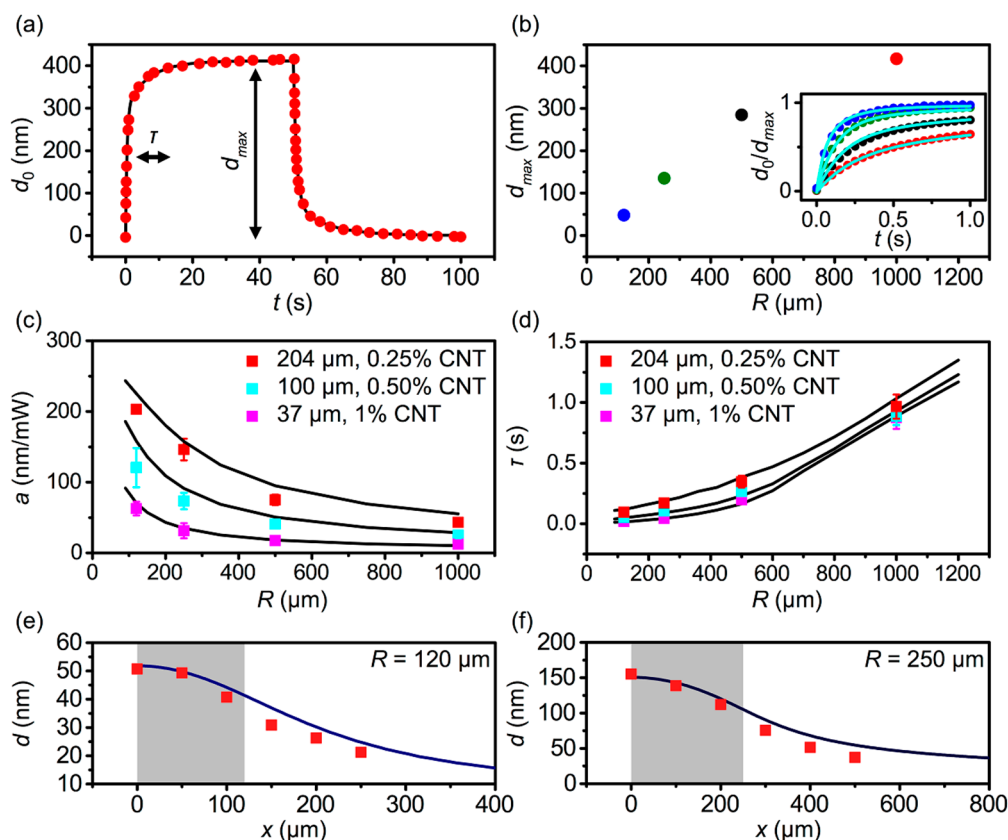 (a)
400
300
200
100
0
d0 (nm)
τ
dmax
0 20 40 60 80 100
t (s)
(b)
400
300
200
100
0
dmax (nm)
1
0
d0/dmax
0.0 0.5 1.0
t (s)
0 200 400 600 800 1000 1200
R (µm)
(c)
300
200
100
0
a (nm/mW)
204 µm, 0.25% CNT
100 µm, 0.50% CNT
37 µm, 1% CNT
0 200 400 600 800 1000
R (µm)
(d)
1.5
1.0
0.5
0.0
τ (s)
204 µm, 0.25% CNT
100 µm, 0.50% CNT
37 µm, 1% CNT
0 200 400 600 800 1000 1200
R (µm)
(e)
60
50
40
30
20
10
d (nm)
R = 120 µm
0 100 200 300 400
x (µm)
(f)
200
150
100
50
0
d (nm)
R = 250 µm
0 200 400 600 800
x (µm)